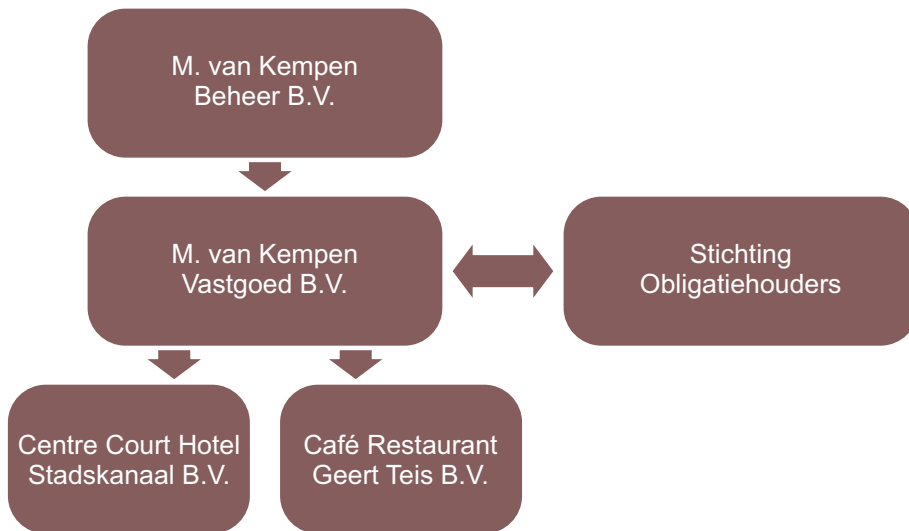 M. van Kempen
Beheer B.V.
M. van Kempen
Vastgoed B.V.
Stichting
Obligatiehouders
Centre Court Hotel
Stadskanaal B.V.
Café Restaurant
Geert Teis B.V.